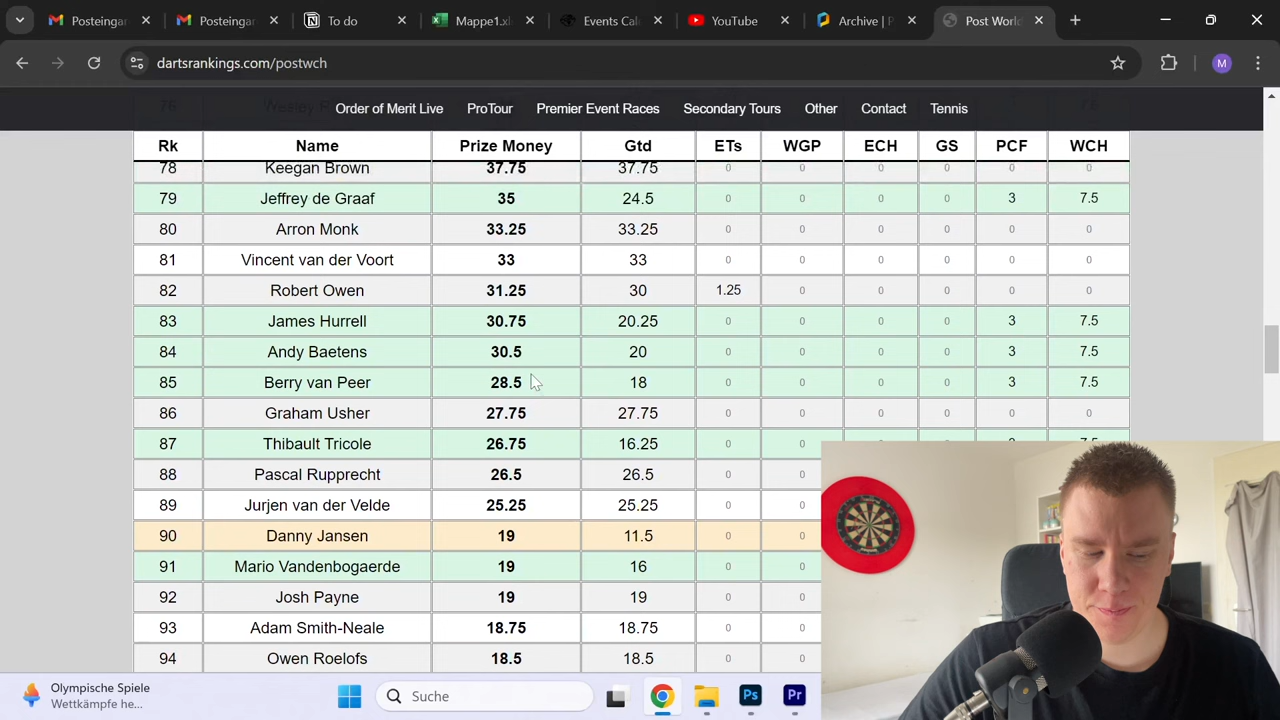 Posteingan
Posteingan
To do
Mappe1.xl
Events Cal
YouTube
Archive | P
Post World
dartsrankings.com/postwch
M
Order of Merit Live ProTour Premier Event Races Secondary Tours Other Contact Tennis
Rk Name Prize Money Gtd ETs WGP ECH GS PCF WCH
78 Keegan Brown 37.75 37.75 0 0 0 0 0 0
79 Jeffrey de Graaf 35 24.5 0 0 0 0 3 7.5
80 Arron Monk 33.25 33.25 0 0 0 0 0 0
81 Vincent van der Voort 33 33 0 0 0 0 0 0
82 Robert Owen 31.25 30 1.25 0 0 0 0 0
83 James Hurrell 30.75 20.25 0 0 0 0 3 7.5
84 Andy Baetens 30.5 20 0 0 0 0 3 7.5
85 Berry van Peer 28.5 18 0 0 0 0 3 7.5
86 Graham Usher 27.75 27.75 0 0 0 0 0 0
87 Thibault Tricole 26.75 16.25 0 0 0 0
88 Pascal Rupprecht 26.5 26.5 0 0
89 Jurjen van der Velde 25.25 25.25 0 0
90 Danny Jansen 19 11.5 0 0
91 Mario Vandenbogaerde 19 16 0 0
92 Josh Payne 19 19 0 0
93 Adam Smith-Neale 18.75 18.75 0 0
94 Owen Roelofs 18.5 18.5 0 0
Olympische Spiele
Wettkämpfe he...
Suche
Ps
Pr